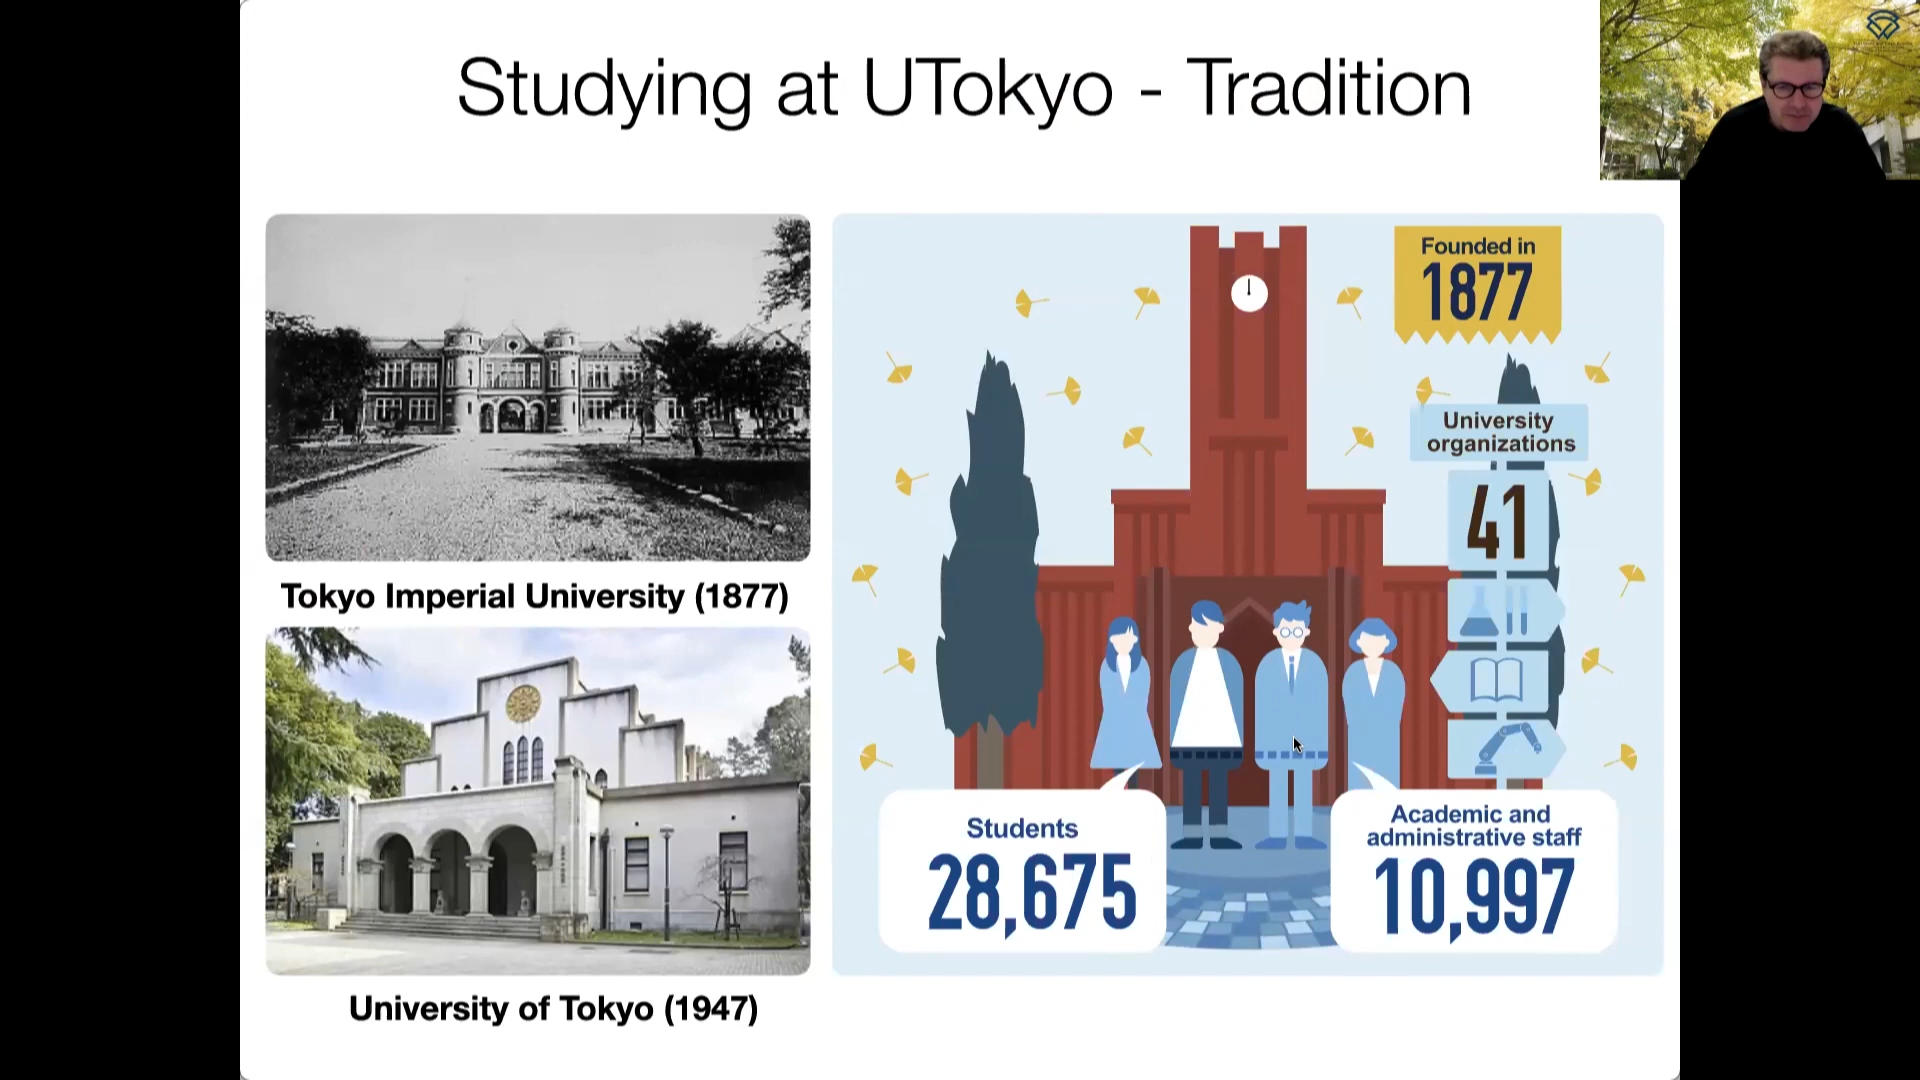 Studying at UTokyo - Tradition
Tokyo Imperial University (1877)
University of Tokyo (1947)
Founded in
1877
University
organizations
41
Students
28,675
Academic and
administrative staff
10,997